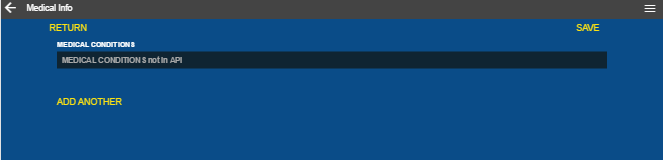 Medical Info
RETURN
SAVE
MEDICAL CONDITIONS
MEDICAL CONDITIONS not in API
ADD ANOTHER